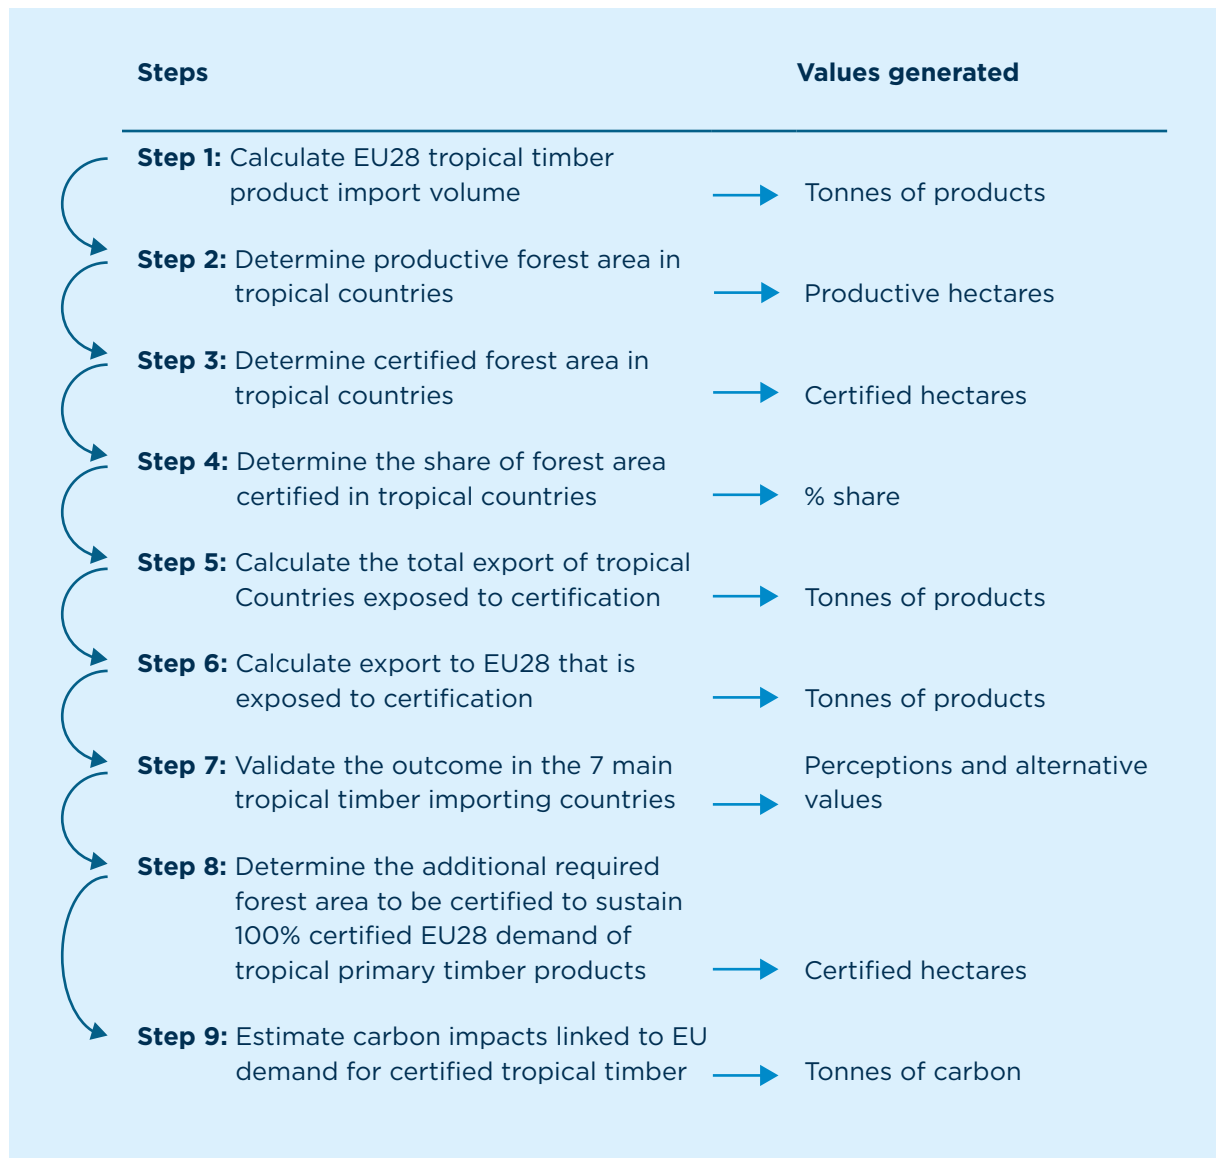 Steps Values generated
Step 1: Calculate EU28 tropical timber
product import volume Tonnes of products
Step 2: Determine productive forest area in
tropical countries Productive hectares
Step 3: Determine certified forest area in
tropical countries Certified hectares
Step 4: Determine the share of forest area
certified in tropical countries % share
Step 5: Calculate the total export of tropical
Countries exposed to certification Tonnes of products
Step 6: Calculate export to EU28 that is
exposed to certification Tonnes of products
Step 7: Validate the outcome in the 7 main Perceptions and alternative
tropical timber importing countries values
Step 8: Determine the additional required
forest area to be certified to sustain
100% certified EU28 demand of
tropical primary timber products Certified hectares
Step 9: Estimate carbon impacts linked to EU
demand for certified tropical timber Tonnes of carbon